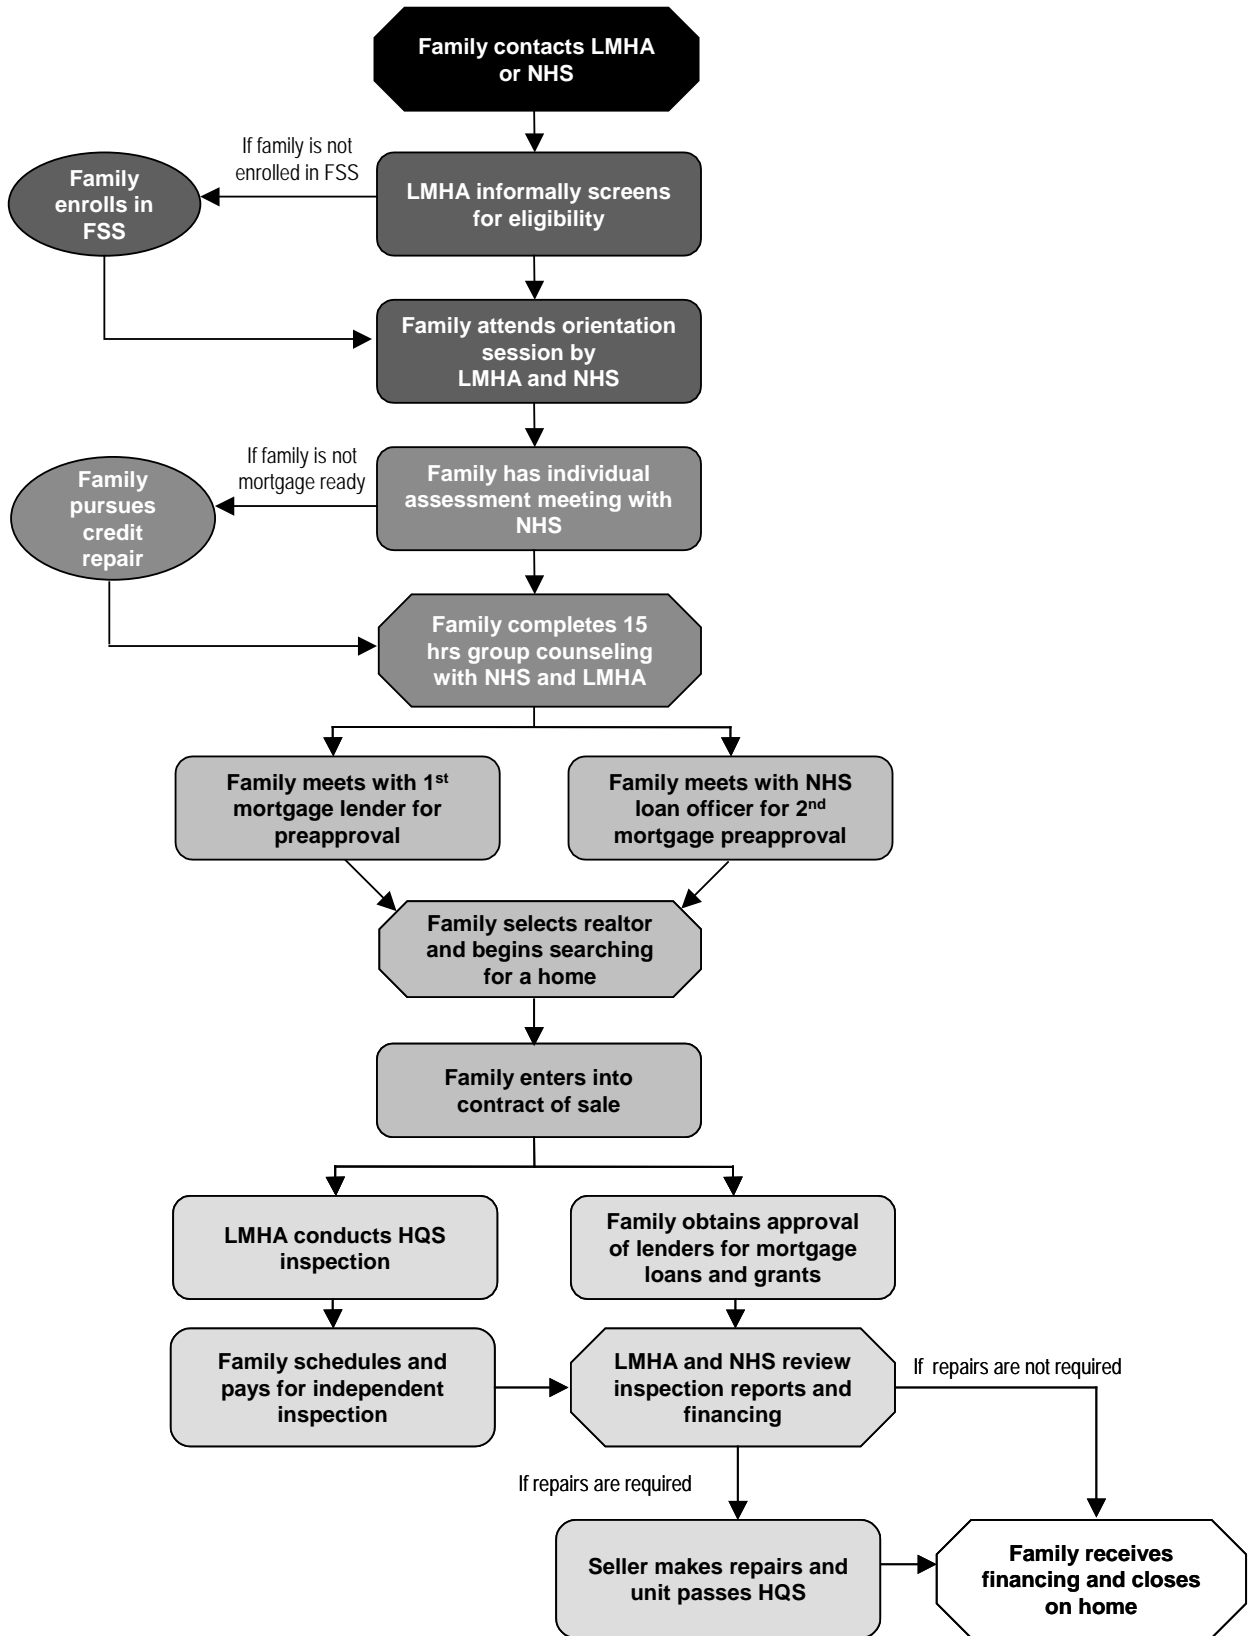 Family contacts LMHA
or NHS
If family is not
enrolled in FSS
Family
enrolls in
FSS
LMHA informally screens
for eligibility
Family attends orientation
session by
LMHA and NHS
If family is not
mortgage ready
Family
pursues
credit
repair
Family has individual
assessment meeting with
NHS
Family completes 15
hrs group counseling
with NHS and LMHA
Family meets with 1st
mortgage lender for
preapproval
Family meets with NHS
loan officer for 2nd
mortgage preapproval
Family selects realtor
and begins searching
for a home
Family enters into
contract of sale
LMHA conducts HQS
inspection
Family obtains approval
of lenders for mortgage
loans and grants
Family schedules and
pays for independent
inspection
LMHA and NHS review
inspection reports and
financing
If repairs are not required
If repairs are required
Seller makes repairs and
unit passes HQS
Family receives
financing and closes
on home